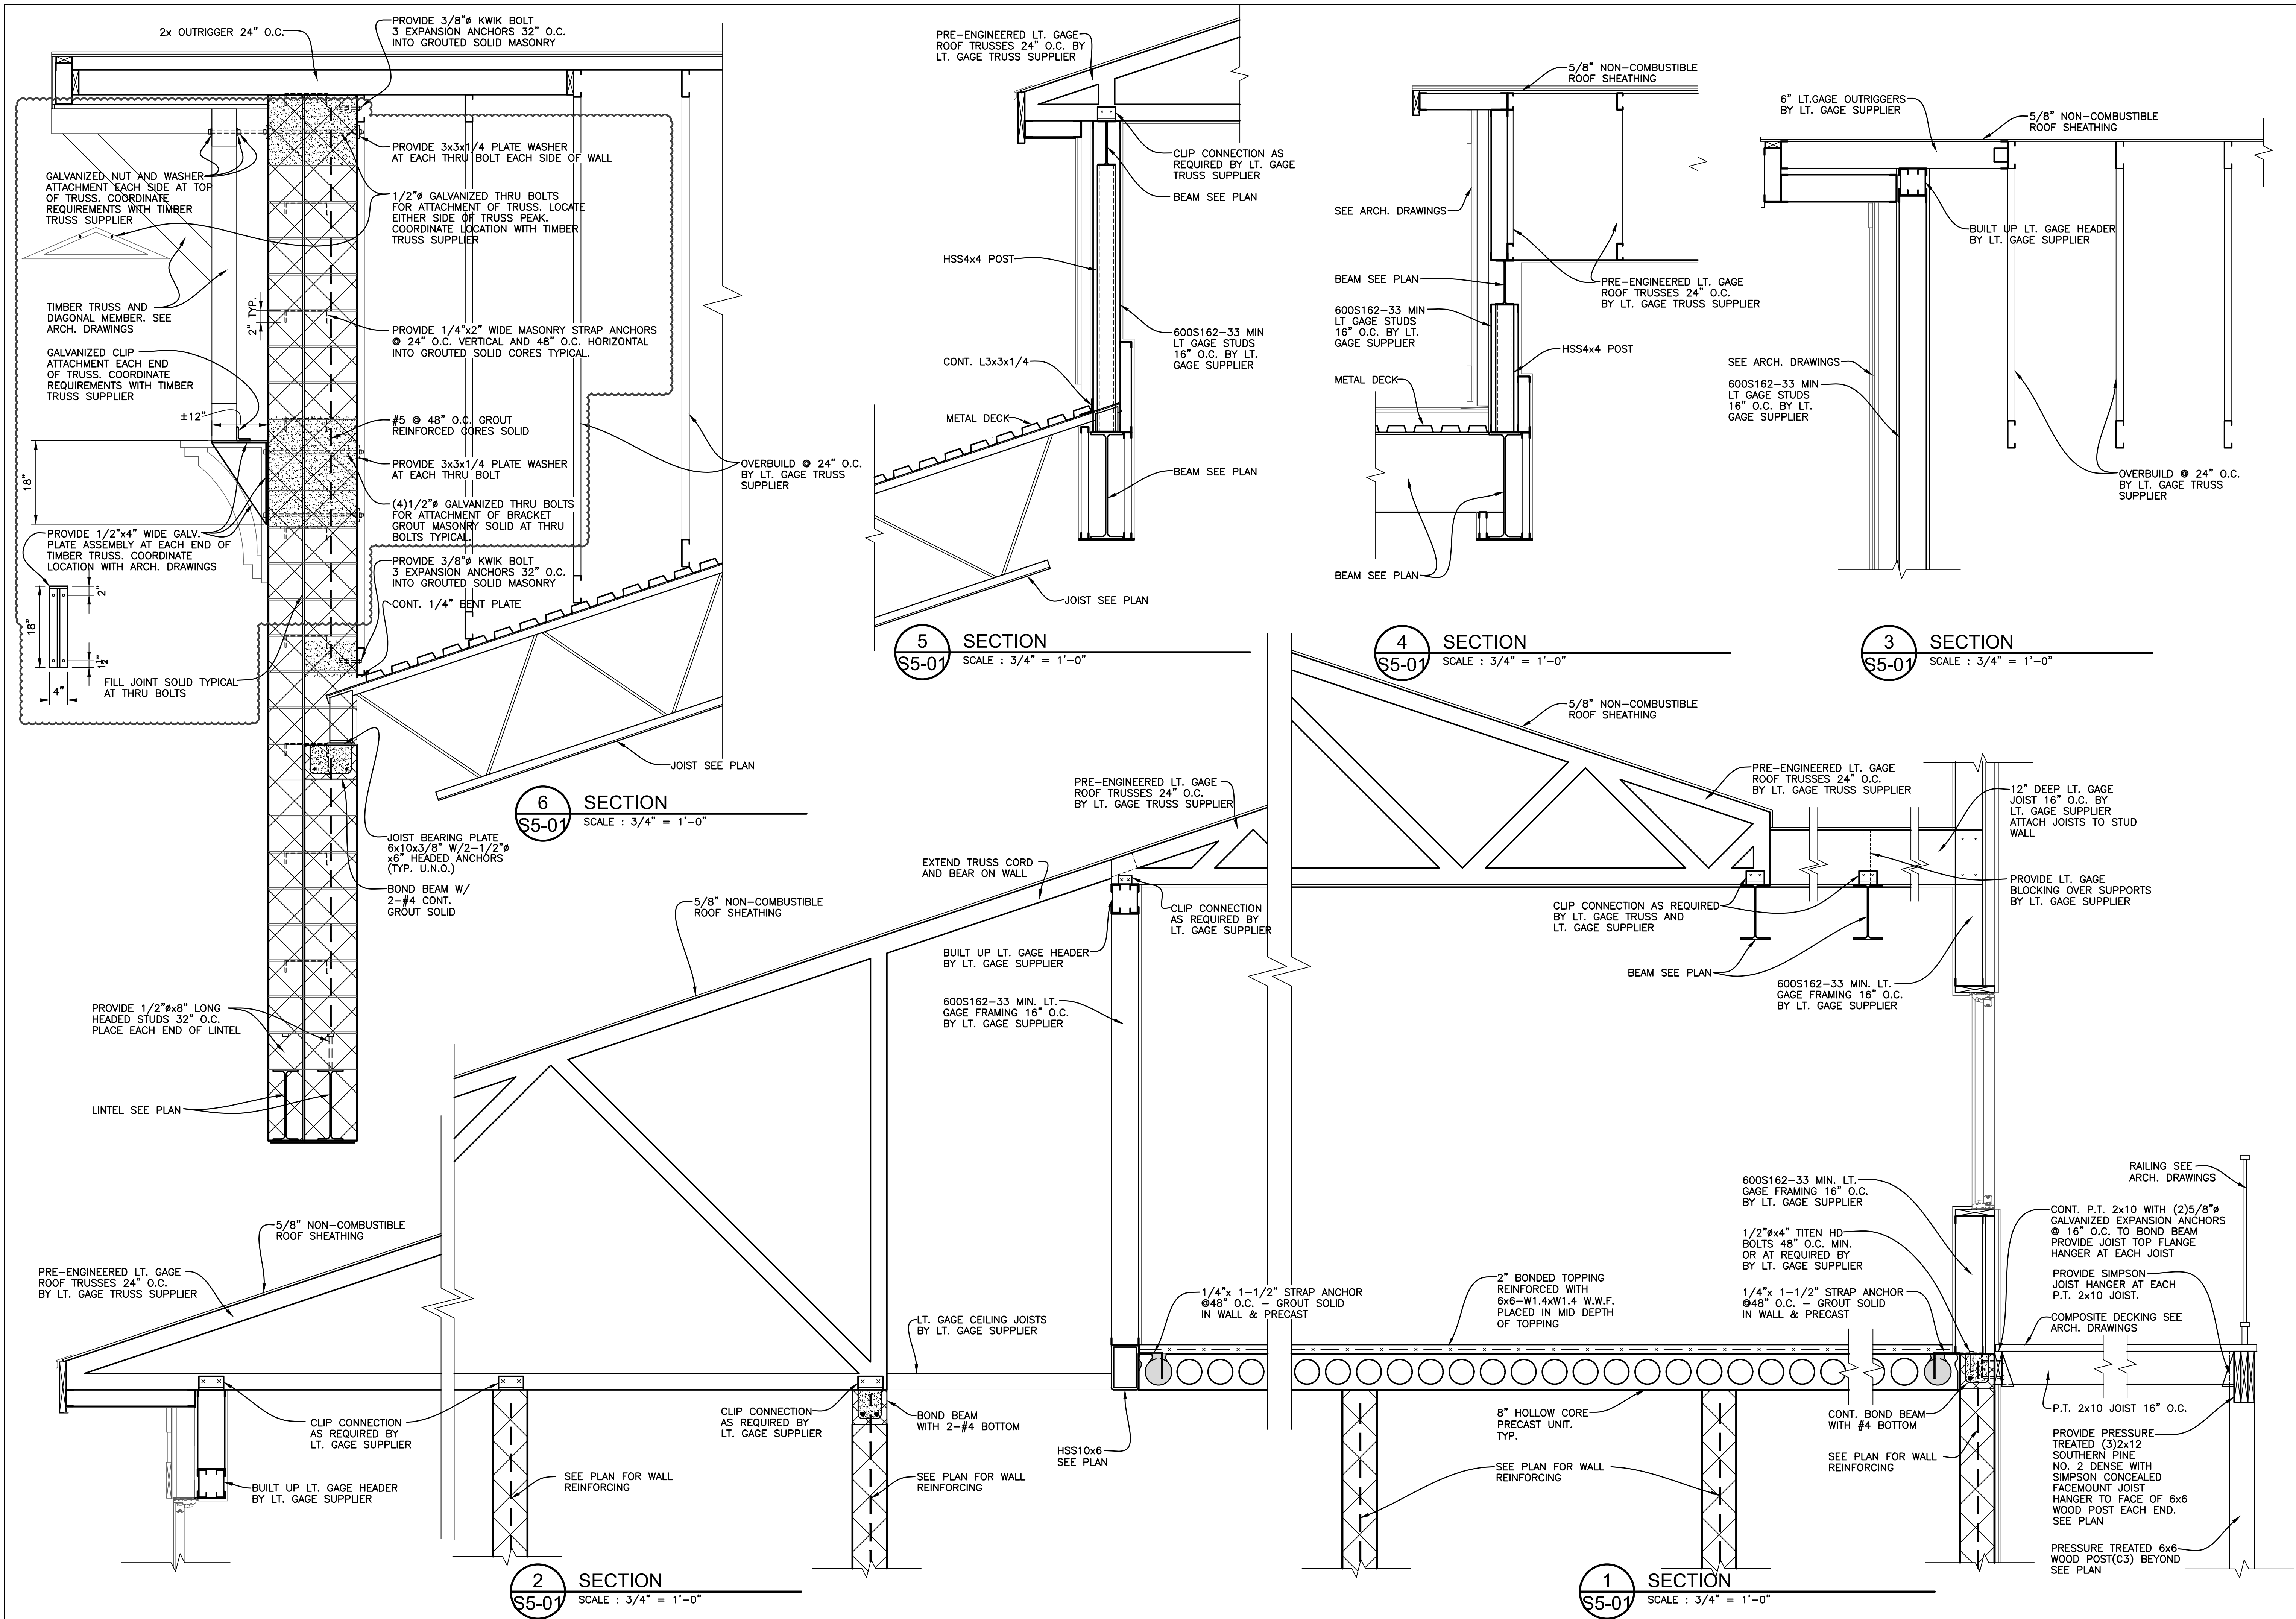 2x OUTRIGGER 24" O.C.
PROVIDE 3/8"ø KWIK BOLT
3 EXPANSION ANCHORS 32" O.C.
INTO GROUTED SOLID MASONRY
PROVIDE 3x3x1/4 PLATE WASHER
AT EACH THRU BOLT EACH SIDE OF WALL
GALVANIZED NUT AND WASHER
ATTACHMENT EACH SIDE AT TOP
OF TRUSS. COORDINATE
REQUIREMENTS WITH TIMBER
TRUSS SUPPLIER
1/2"ø GALVANIZED THRU BOLTS
FOR ATTACHMENT OF TRUSS. LOCATE
EITHER SIDE OF TRUSS PEAK.
COORDINATE LOCATION WITH TIMBER
TRUSS SUPPLIER
TIMBER TRUSS AND
DIAGONAL MEMBER. SEE
ARCH. DRAWINGS
2" TYP.
PROVIDE 1/4"x2" WIDE MASONRY STRAP ANCHORS
@ 24" O.C. VERTICAL AND 48" O.C. HORIZONTAL
INTO GROUTED SOLID CORES TYPICAL.
GALVANIZED CLIP
ATTACHMENT EACH END
OF TRUSS. COORDINATE
REQUIREMENTS WITH TIMBER
TRUSS SUPPLIER
±12"
#5 @ 48" O.C. GROUT
REINFORCED CORES SOLID
18"
PROVIDE 3x3x1/4 PLATE WASHER
AT EACH THRU BOLT
OVERBUILD @ 24" O.C.
BY LT. GAGE TRUSS
SUPPLIER
(4)1/2"ø GALVANIZED THRU BOLTS
FOR ATTACHMENT OF BRACKET
GROUT MASONRY SOLID AT THRU
BOLTS TYPICAL.
PROVIDE 1/2"x4" WIDE GALV.
PLATE ASSEMBLY AT EACH END OF
TIMBER TRUSS. COORDINATE
LOCATION WITH ARCH. DRAWINGS
PROVIDE 3/8"ø KWIK BOLT
3 EXPANSION ANCHORS 32" O.C.
INTO GROUTED SOLID MASONRY
CONT. 1/4" BENT PLATE
2"
18"
4"
FILL JOINT SOLID TYPICAL
AT THRU BOLTS
JOIST SEE PLAN
6
S5-01
SECTION
SCALE : 3/4" = 1'-0"
JOIST BEARING PLATE
6x10x3/8" W/2-1/2"ø
x6" HEADED ANCHORS
(TYP. U.N.O.)
BOND BEAM W/
2-#4 CONT.
GROUT SOLID
PROVIDE 1/2"øx8" LONG
HEADED STUDS 32" O.C.
PLACE EACH END OF LINTEL
LINTEL SEE PLAN
PRE-ENGINEERED LT. GAGE
ROOF TRUSSES 24" O.C. BY
LT. GAGE TRUSS SUPPLIER
CLIP CONNECTION AS
REQUIRED BY LT. GAGE
TRUSS SUPPLIER
BEAM SEE PLAN
HSS4x4 POST
600S162-33 MIN
LT GAGE STUDS
16" O.C. BY LT.
GAGE SUPPLIER
CONT. L3x3x1/4
METAL DECK
BEAM SEE PLAN
JOIST SEE PLAN
5
S5-01
SECTION
SCALE : 3/4" = 1'-0"
5/8" NON-COMBUSTIBLE
ROOF SHEATHING
SEE ARCH. DRAWINGS
BEAM SEE PLAN
PRE-ENGINEERED LT. GAGE
ROOF TRUSSES 24" O.C.
BY LT. GAGE TRUSS SUPPLIER
600S162-33 MIN
LT GAGE STUDS
16" O.C. BY LT.
GAGE SUPPLIER
HSS4x4 POST
METAL DECK
BEAM SEE PLAN
4
S5-01
SECTION
SCALE : 3/4" = 1'-0"
6" LT.GAGE OUTRIGGERS
BY LT. GAGE SUPPLIER
5/8" NON-COMBUSTIBLE
ROOF SHEATHING
BUILT UP LT. GAGE HEADER
BY LT. GAGE SUPPLIER
SEE ARCH. DRAWINGS
600S162-33 MIN
LT GAGE STUDS
16" O.C. BY LT.
GAGE SUPPLIER
OVERBUILD @ 24" O.C.
BY LT. GAGE TRUSS
SUPPLIER
3
S5-01
SECTION
SCALE : 3/4" = 1'-0"
5/8" NON-COMBUSTIBLE
ROOF SHEATHING
PRE-ENGINEERED LT. GAGE
ROOF TRUSSES 24" O.C.
BY LT. GAGE TRUSS SUPPLIER
PRE-ENGINEERED LT. GAGE
ROOF TRUSSES 24" O.C.
BY LT. GAGE TRUSS SUPPLIER
12" DEEP LT. GAGE
JOIST 16" O.C. BY
LT. GAGE SUPPLIER
ATTACH JOISTS TO STUD
WALL
EXTEND TRUSS CORD
AND BEAR ON WALL
PROVIDE LT. GAGE
BLOCKING OVER SUPPORTS
BY LT. GAGE SUPPLIER
5/8" NON-COMBUSTIBLE
ROOF SHEATHING
CLIP CONNECTION
AS REQUIRED BY
LT. GAGE SUPPLIER
CLIP CONNECTION AS REQUIRED
BY LT. GAGE TRUSS AND
LT. GAGE SUPPLIER
BUILT UP LT. GAGE HEADER
BY LT. GAGE SUPPLIER
BEAM SEE PLAN
600S162-33 MIN. LT.
GAGE FRAMING 16" O.C.
BY LT. GAGE SUPPLIER
600S162-33 MIN. LT.
GAGE FRAMING 16" O.C.
BY LT. GAGE SUPPLIER
RAILING SEE
ARCH. DRAWINGS
600S162-33 MIN. LT.
GAGE FRAMING 16" O.C.
BY LT. GAGE SUPPLIER
CONT. P.T. 2x10 WITH (2)5/8"ø
GALVANIZED EXPANSION ANCHORS
@ 16" O.C. TO BOND BEAM
PROVIDE JOIST TOP FLANGE
HANGER AT EACH JOIST
5/8" NON-COMBUSTIBLE
ROOF SHEATHING
1/2"øx4" TITEN HD
BOLTS 48" O.C. MIN.
OR AT REQUIRED BY
BY LT. GAGE SUPPLIER
PRE-ENGINEERED LT. GAGE
ROOF TRUSSES 24" O.C.
BY LT. GAGE TRUSS SUPPLIER
1/4"x 1-1/2" STRAP ANCHOR
@48" O.C. - GROUT SOLID
IN WALL & PRECAST
2" BONDED TOPPING
REINFORCED WITH
6x6-W1.4xW1.4 W.W.F.
PLACED IN MID DEPTH
OF TOPPING
1/4"x 1-1/2" STRAP ANCHOR
@48" O.C. - GROUT SOLID
IN WALL & PRECAST
PROVIDE SIMPSON
JOIST HANGER AT EACH
P.T. 2x10 JOIST.
LT. GAGE CEILING JOISTS
BY LT. GAGE SUPPLIER
COMPOSITE DECKING SEE
ARCH. DRAWINGS
CLIP CONNECTION
AS REQUIRED BY
LT. GAGE SUPPLIER
CLIP CONNECTION
AS REQUIRED BY
LT. GAGE SUPPLIER
BOND BEAM
WITH 2-#4 BOTTOM
8" HOLLOW CORE
PRECAST UNIT.
TYP.
CONT. BOND BEAM
WITH #4 BOTTOM
P.T. 2x10 JOIST 16" O.C.
HSS10x6
SEE PLAN
PROVIDE PRESSURE
TREATED (3)2x12
SOUTHERN PINE
NO. 2 DENSE WITH
SIMPSON CONCEALED
FACEMOUNT JOIST
HANGER TO FACE OF 6x6
WOOD POST EACH END.
SEE PLAN
BUILT UP LT. GAGE HEADER
BY LT. GAGE SUPPLIER
SEE PLAN FOR WALL
REINFORCING
SEE PLAN FOR WALL
REINFORCING
SEE PLAN FOR WALL
REINFORCING
SEE PLAN FOR WALL
REINFORCING
PRESSURE TREATED 6x6
WOOD POST(C3) BEYOND
SEE PLAN
2
S5-01
SECTION
SCALE : 3/4" = 1'-0"
1
S5-01
SECTION
SCALE : 3/4" = 1'-0"